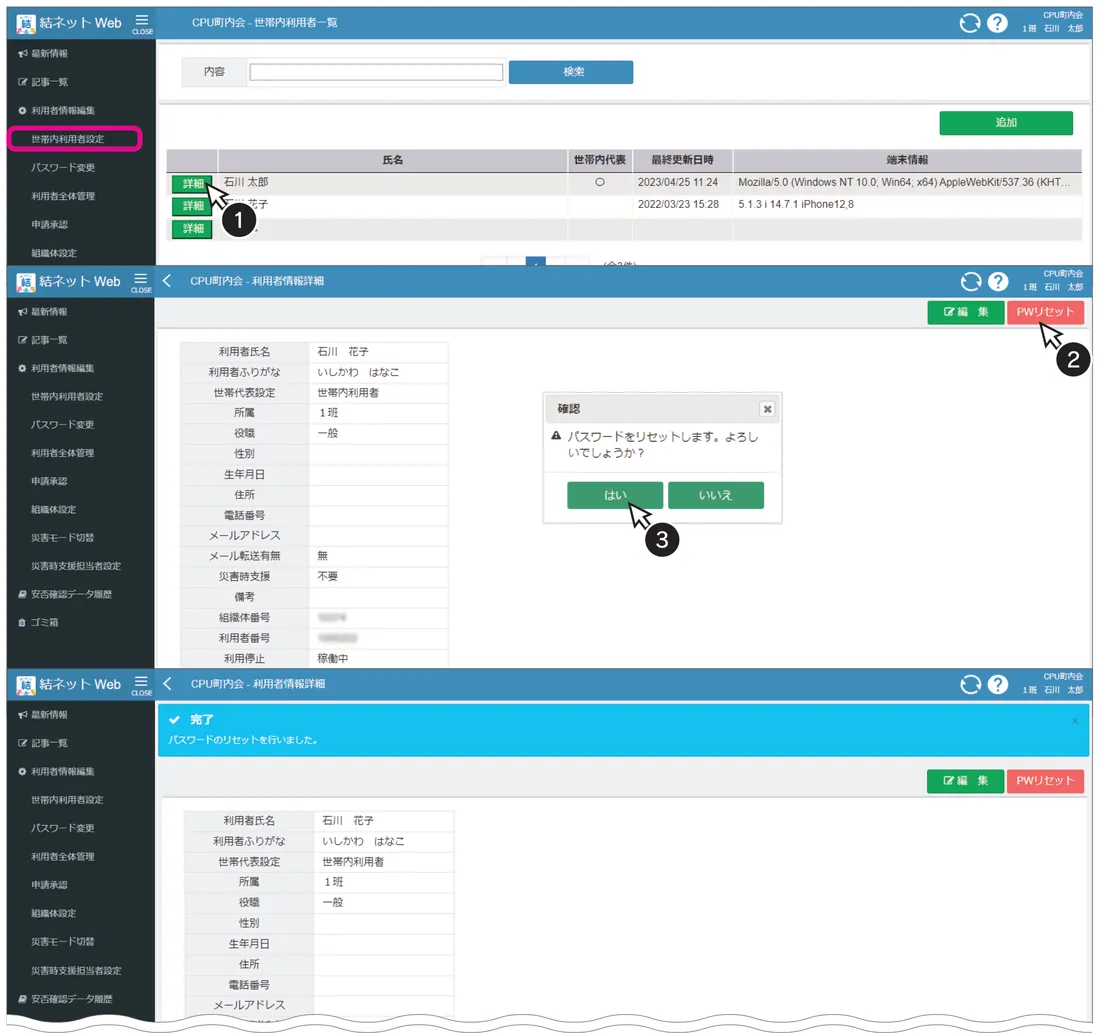 結ネット Web
CLOSE
CPU町内会 - 世帯内利用者一覧
CPU町内会
1班 石川 太郎
最新情報
記事一覧
利用者情報編集
世帯内利用者設定
パスワード変更
利用者全体管理
申請承認
組織体設定
内容
検索
追加
氏名 世帯内代表 最終更新日時 端末情報
詳細 石川 太郎 ○ 2023/04/25 11:24 Mozilla/5.0 (Windows NT 10.0; Win64; x64) AppleWebKit/537.36 (KHT...
詳細 花子 2022/03/23 15:28 5.1.3 i 14.7.1 iPhone12,8
詳細
1
結ネット Web
CLOSE
CPU町内会 - 利用者情報詳細
CPU町内会
1班 石川 太郎
最新情報
記事一覧
利用者情報編集
世帯内利用者設定
パスワード変更
利用者全体管理
申請承認
組織体設定
災害モード切替
災害時支援担当者設定
安否確認データ履歴
ゴミ箱
編 集
PWリセット
2
利用者氏名 石川 花子
利用者ふりがな いしかわ はなこ
世帯代表設定 世帯内利用者
所属 1班
役職 一般
性別
生年月日
住所
電話番号
メールアドレス
メール転送有無 無
災害時支援 不要
備考
組織体番号
利用者番号
利用停止 稼働中
確認
パスワードをリセットします。よろし
いでしょうか?
はい
いいえ
3
結ネット Web
CLOSE
CPU町内会 - 利用者情報詳細
CPU町内会
1班 石川 太郎
最新情報
記事一覧
利用者情報編集
世帯内利用者設定
パスワード変更
利用者全体管理
申請承認
組織体設定
災害モード切替
災害時支援担当者設定
安否確認データ履歴
完了
パスワードのリセットを行いました。
編 集
PWリセット
利用者氏名 石川 花子
利用者ふりがな いしかわ はなこ
世帯代表設定 世帯内利用者
所属 1班
役職 一般
性別
生年月日
住所
電話番号
メールアドレス